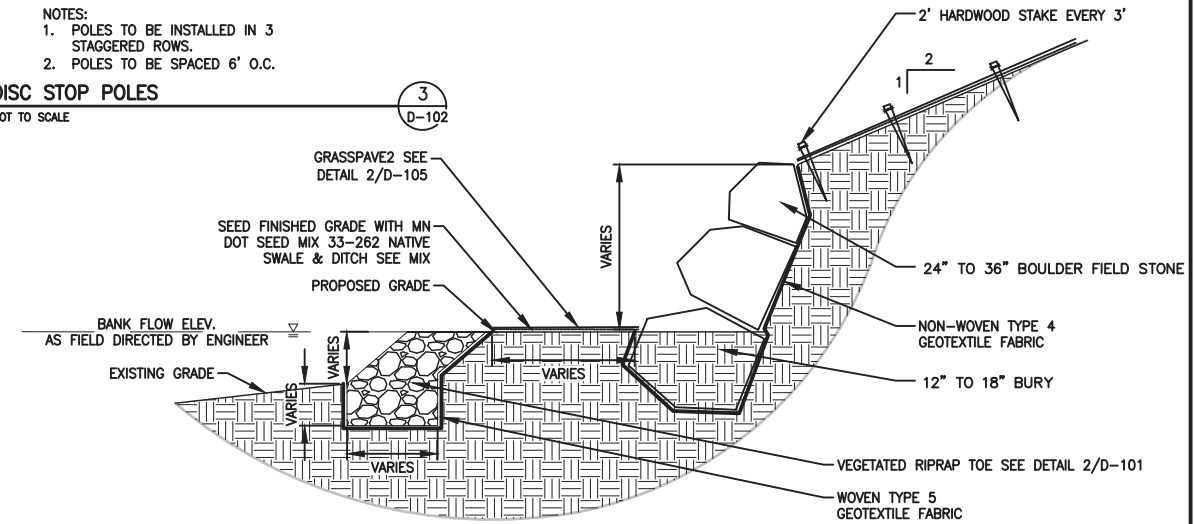 NOTES:
1. POLES TO BE INSTALLED IN 3
STAGGERED ROWS.
2. POLES TO BE SPACED 6' O.C.
DISC STOP POLES
OT TO SCALE
3
D-102
2' HARDWOOD STAKE EVERY 3'
2
1
GRASSPAVE2 SEE
DETAIL 2/D-105
SEED FINISHED GRADE WITH MN
DOT SEED MIX 33-262 NATIVE
SWALE & DITCH SEE MIX
PROPOSED GRADE
BANK FLOW ELEV.
AS FIELD DIRECTED BY ENGINEER
EXISTING GRADE
VARIES
VARIES
VARIES
VARIES
VARIES
24" TO 36" BOULDER FIELD STONE
NON-WOVEN TYPE 4
GEOTEXTILE FABRIC
12" TO 18" BURY
VEGETATED RIPRAP TOE SEE DETAIL 2/D-101
WOVEN TYPE 5
GEOTEXTILE FABRIC